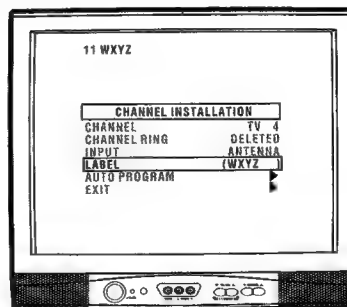 11 WXYZ
CHANNEL INSTALLATION
CHANNEL TV 4
CHANNEL RING DELETED
INPUT ANTENNA
LABEL (WXYZ )
AUTO PROGRAM
EXIT